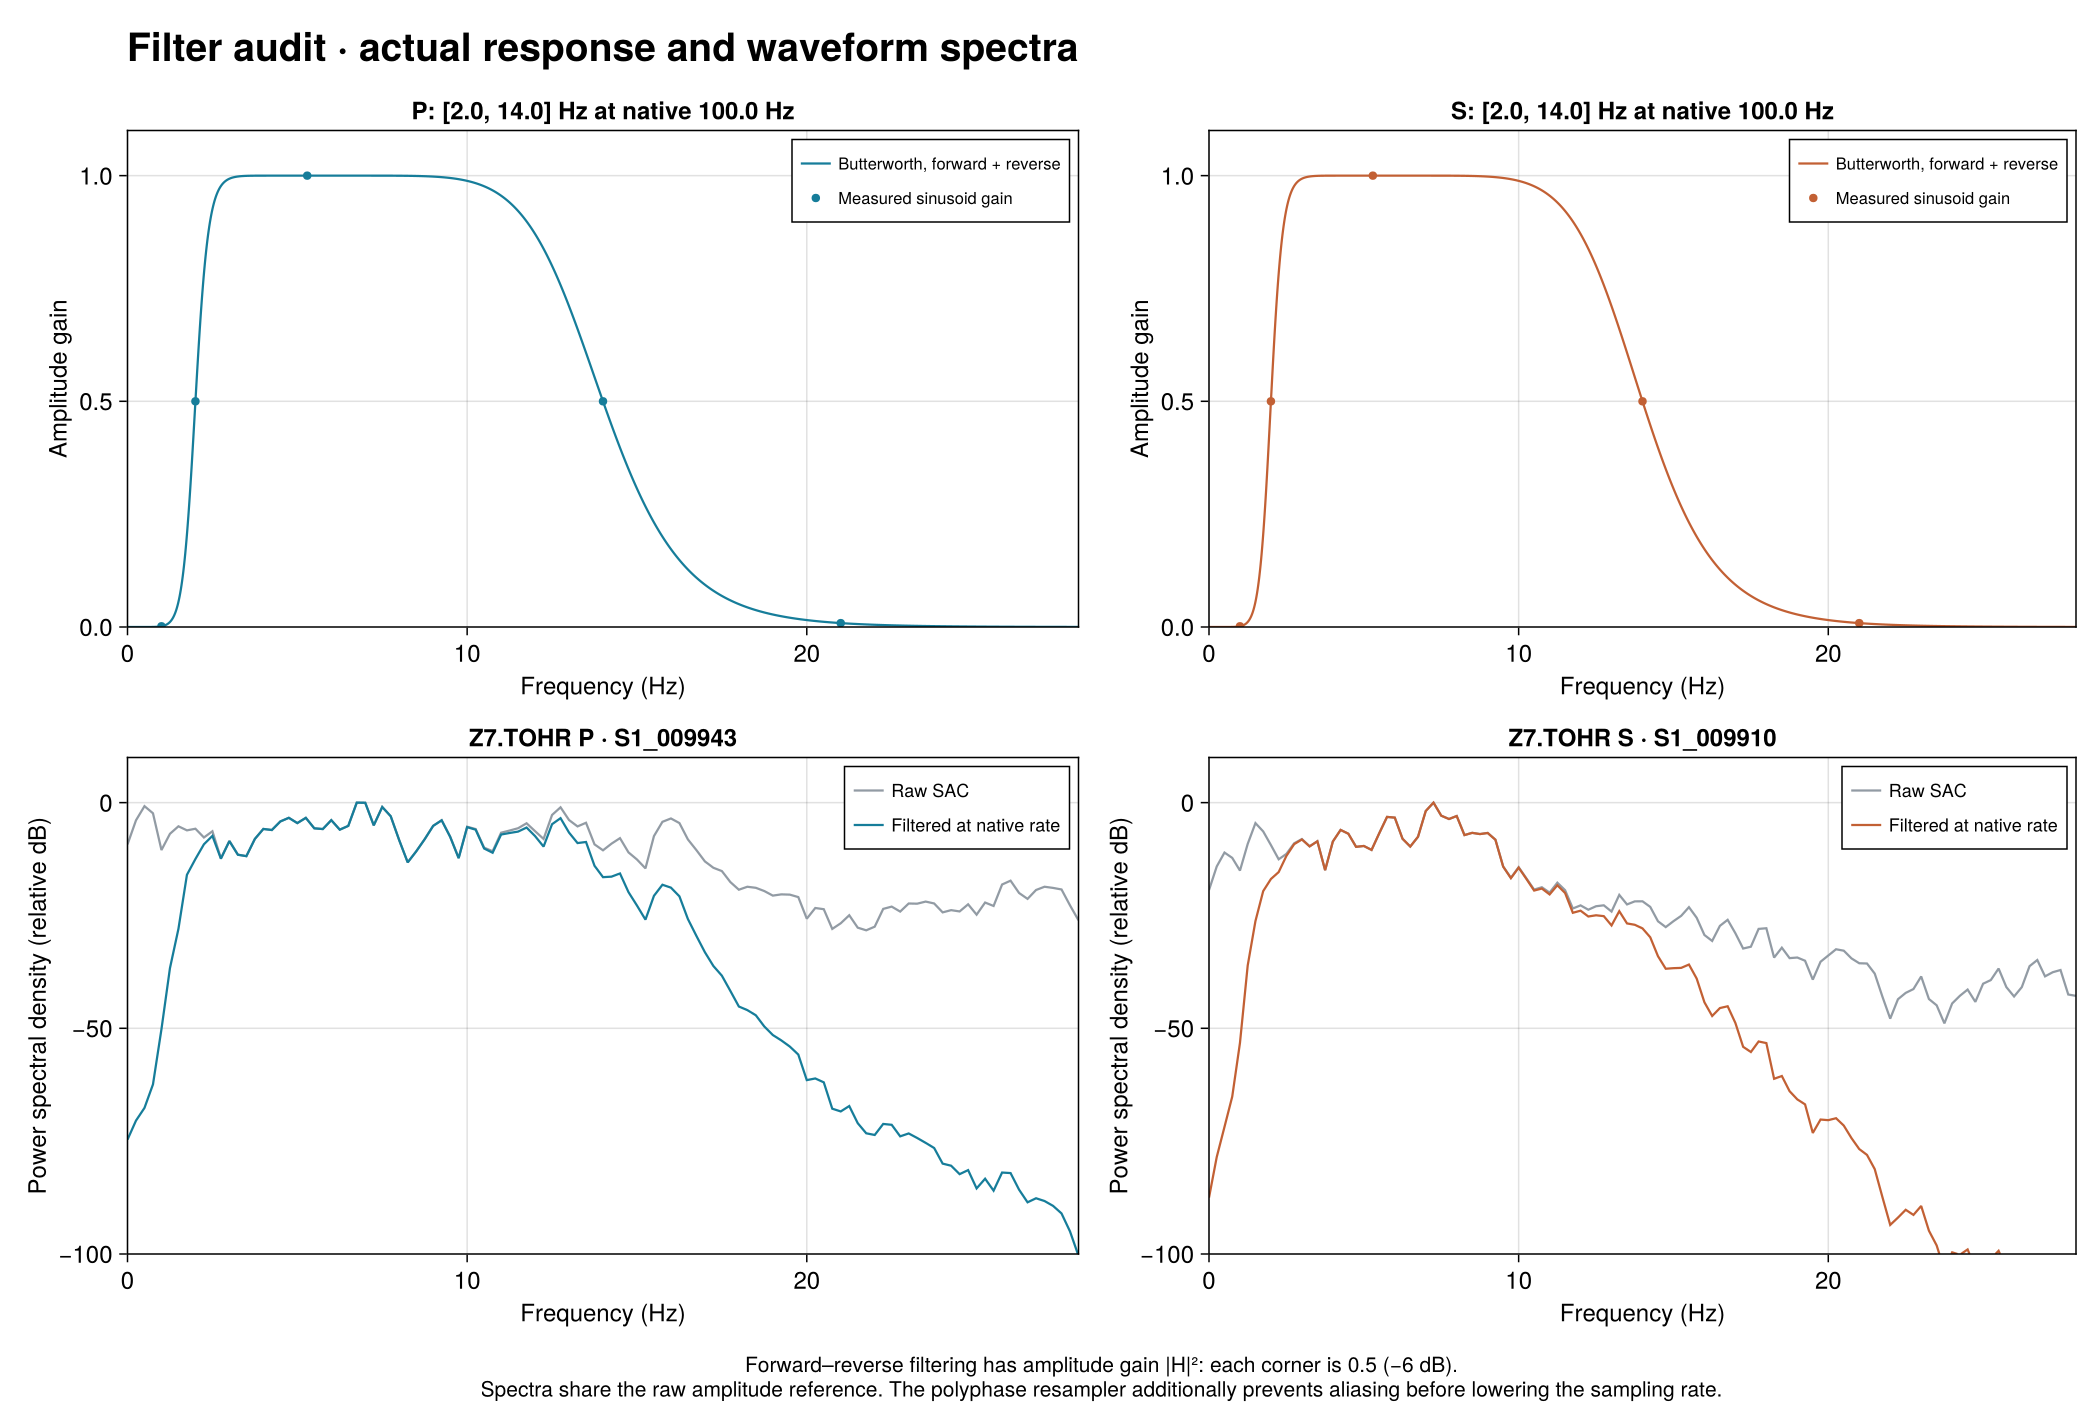 Filter audit · actual response and waveform spectra
P: [2.0, 14.0] Hz at native 100.0 Hz
Butterworth, forward + reverse
Measured sinusoid gain
Amplitude gain
1.0
0.5
0.0
0
10
20
Frequency (Hz)
S: [2.0, 14.0] Hz at native 100.0 Hz
Butterworth, forward + reverse
Measured sinusoid gain
Amplitude gain
1.0
0.5
0.0
0
10
20
Frequency (Hz)
Z7.TOHR P · S1_009943
Raw SAC
Filtered at native rate
Power spectral density (relative dB)
0
−50
−100
0
10
20
Frequency (Hz)
Z7.TOHR S · S1_009910
Raw SAC
Filtered at native rate
Power spectral density (relative dB)
0
−50
−100
0
10
20
Frequency (Hz)
Forward–reverse filtering has amplitude gain |H|²: each corner is 0.5 (−6 dB).
Spectra share the raw amplitude reference. The polyphase resampler additionally prevents aliasing before lowering the sampling rate.